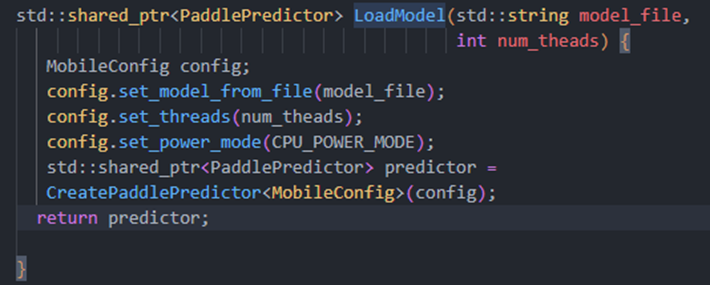 std::shared_ptr<PaddlePredictor> LoadModel(std::string model_file,
int num_theads) {
MobileConfig config;
config.set_model_from_file(model_file);
config.set_threads(num_theads);
config.set_power_mode(CPU_POWER_MODE);
std::shared_ptr<PaddlePredictor> predictor =
CreatePaddlePredictor<MobileConfig>(config);
return predictor;
}